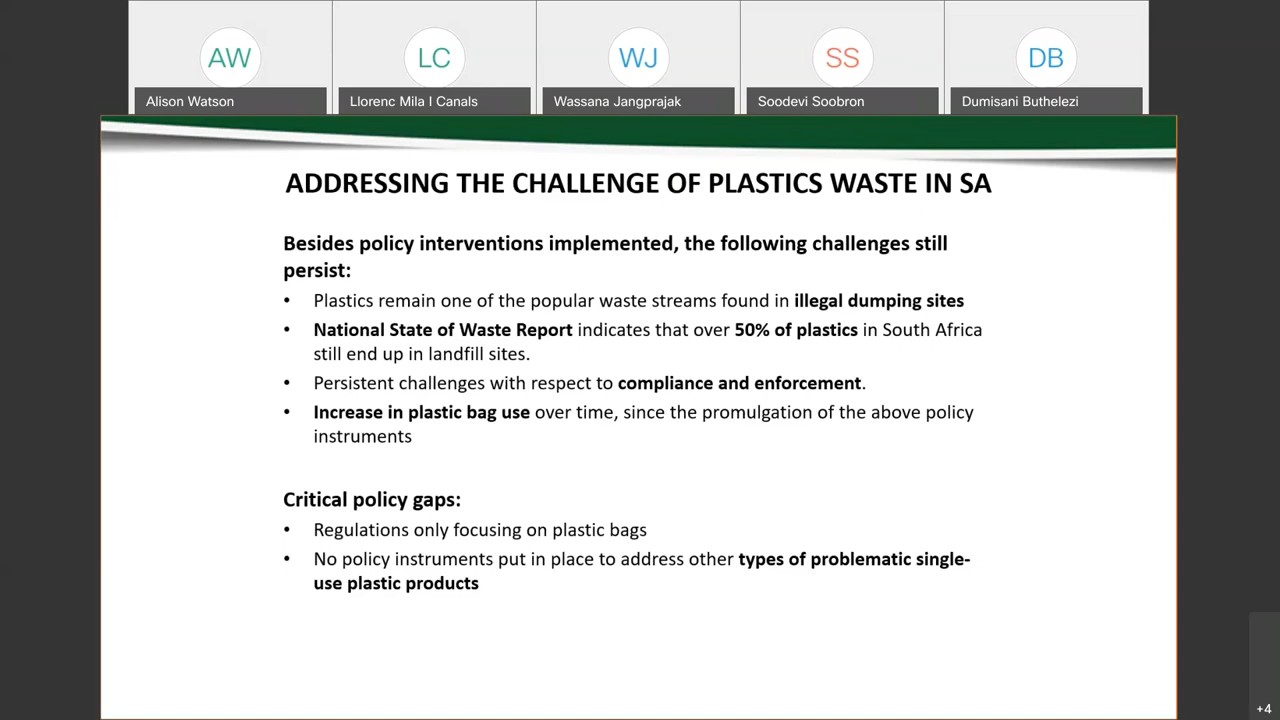 AW
LC
WJ
SS
DB
Alison Watson
Llorenc Mila I Canals
Wassana Jangprajak
Soodevi Soobron
Dumisani Buthelezi
ADDRESSING THE CHALLENGE OF PLASTICS WASTE IN SA
Besides policy interventions implemented, the following challenges still
persist:
• Plastics remain one of the popular waste streams found in illegal dumping sites
• National State of Waste Report indicates that over 50% of plastics in South Africa
still end up in landfill sites.
• Persistent challenges with respect to compliance and enforcement.
• Increase in plastic bag use over time, since the promulgation of the above policy
instruments
Critical policy gaps:
• Regulations only focusing on plastic bags
• No policy instruments put in place to address other types of problematic single-
use plastic products
+4